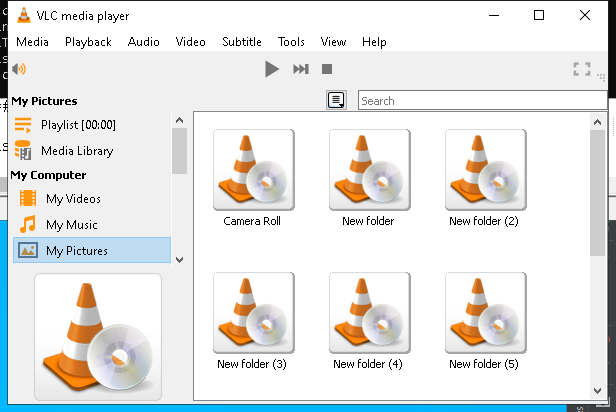 VLC media player
Media Playback Audio Video Subtitle Tools View Help
Search
My Pictures
Playlist [00:00]
Media Library
My Computer
My Videos
My Music
My Pictures
Camera Roll New folder New folder (2)
New folder (3) New folder (4) New folder (5)